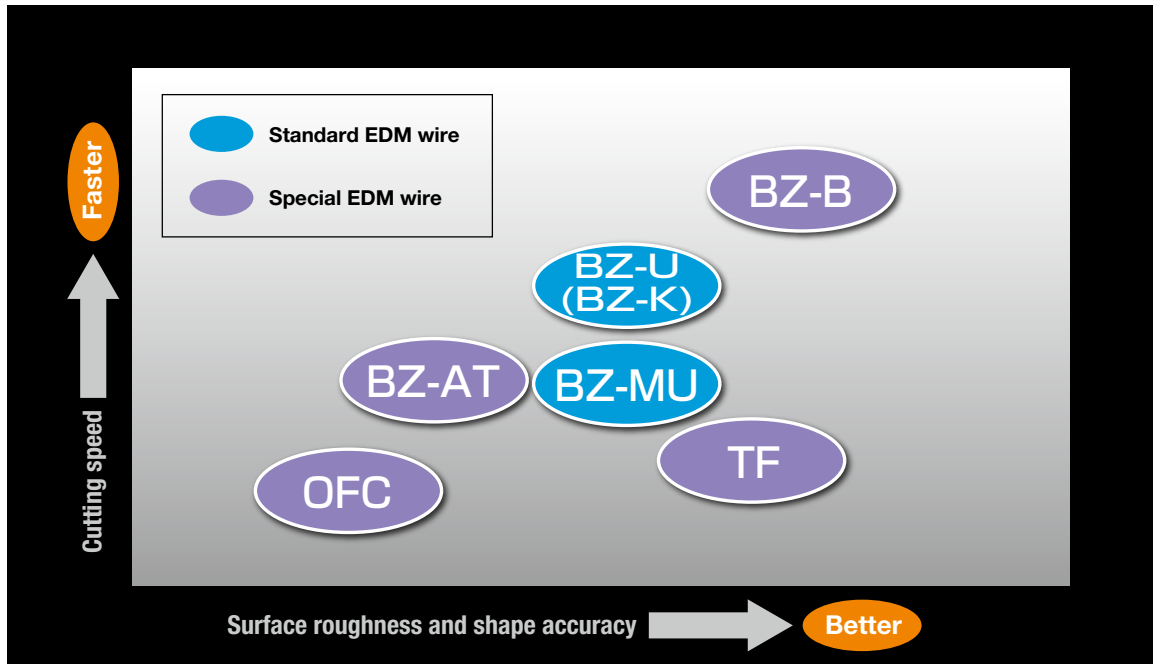 Standard EDM wire
Special EDM wire
Faster
Cutting speed
BZ-B
BZ-U
(BZ-K)
BZ-AT
BZ-MU
TF
OFC
Surface roughness and shape accuracy
Better